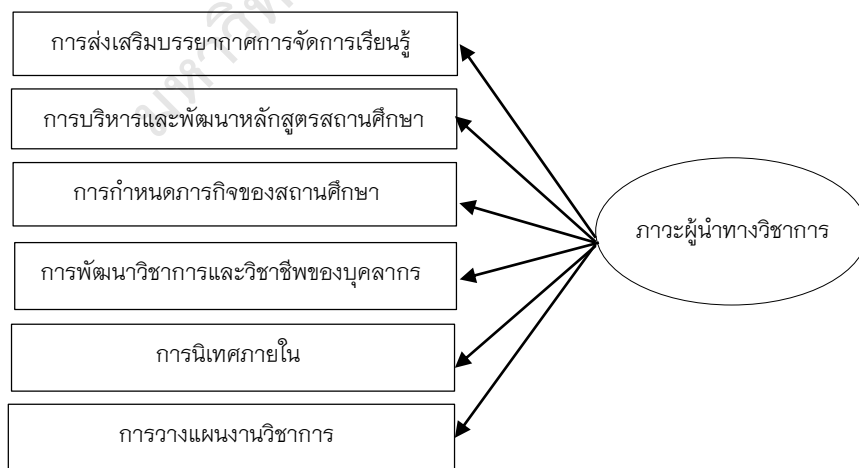 การส่งเสริมบรรยากาศการจัดการเรียนรู้
การบริหารและพัฒนาหลักสูตรสถานศึกษา
การกำหนดภารกิจของสถานศึกษา
ภาวะผู้นำทางวิชาการ
การพัฒนาวิชาการและวิชาชีพของบุคลากร
การนิเทศภายใน
การวางแผนงานวิชาการ